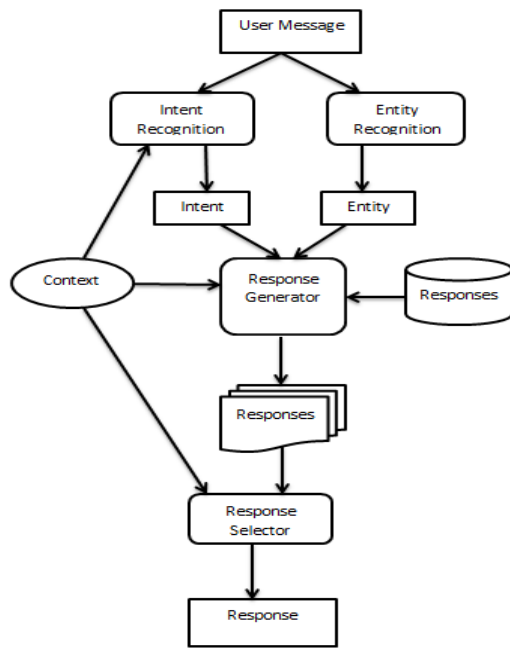 User Message
Intent
Recognition
Entity
Recognition
Intent
Entity
Context
Response
Generator
Responses
Responses
Response
Selector
Response